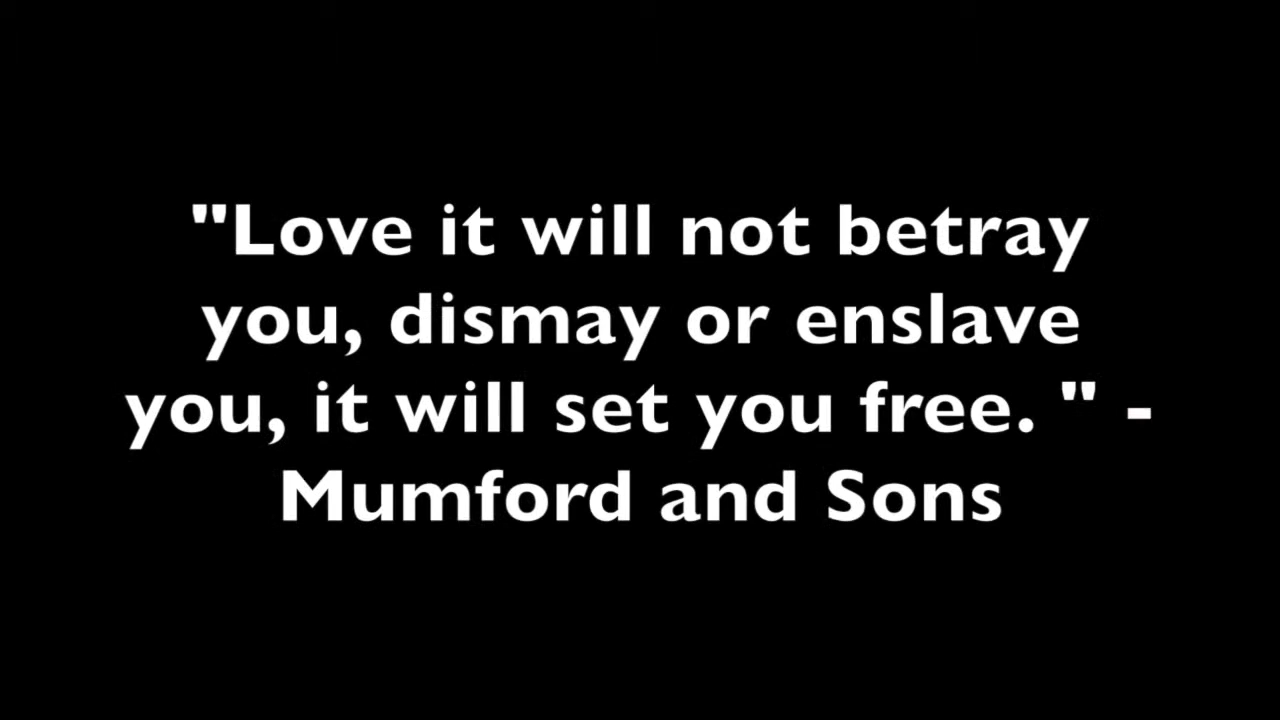 "Love it will not betray
you, dismay or enslave
you, it will set you free. " -
Mumford and Sons